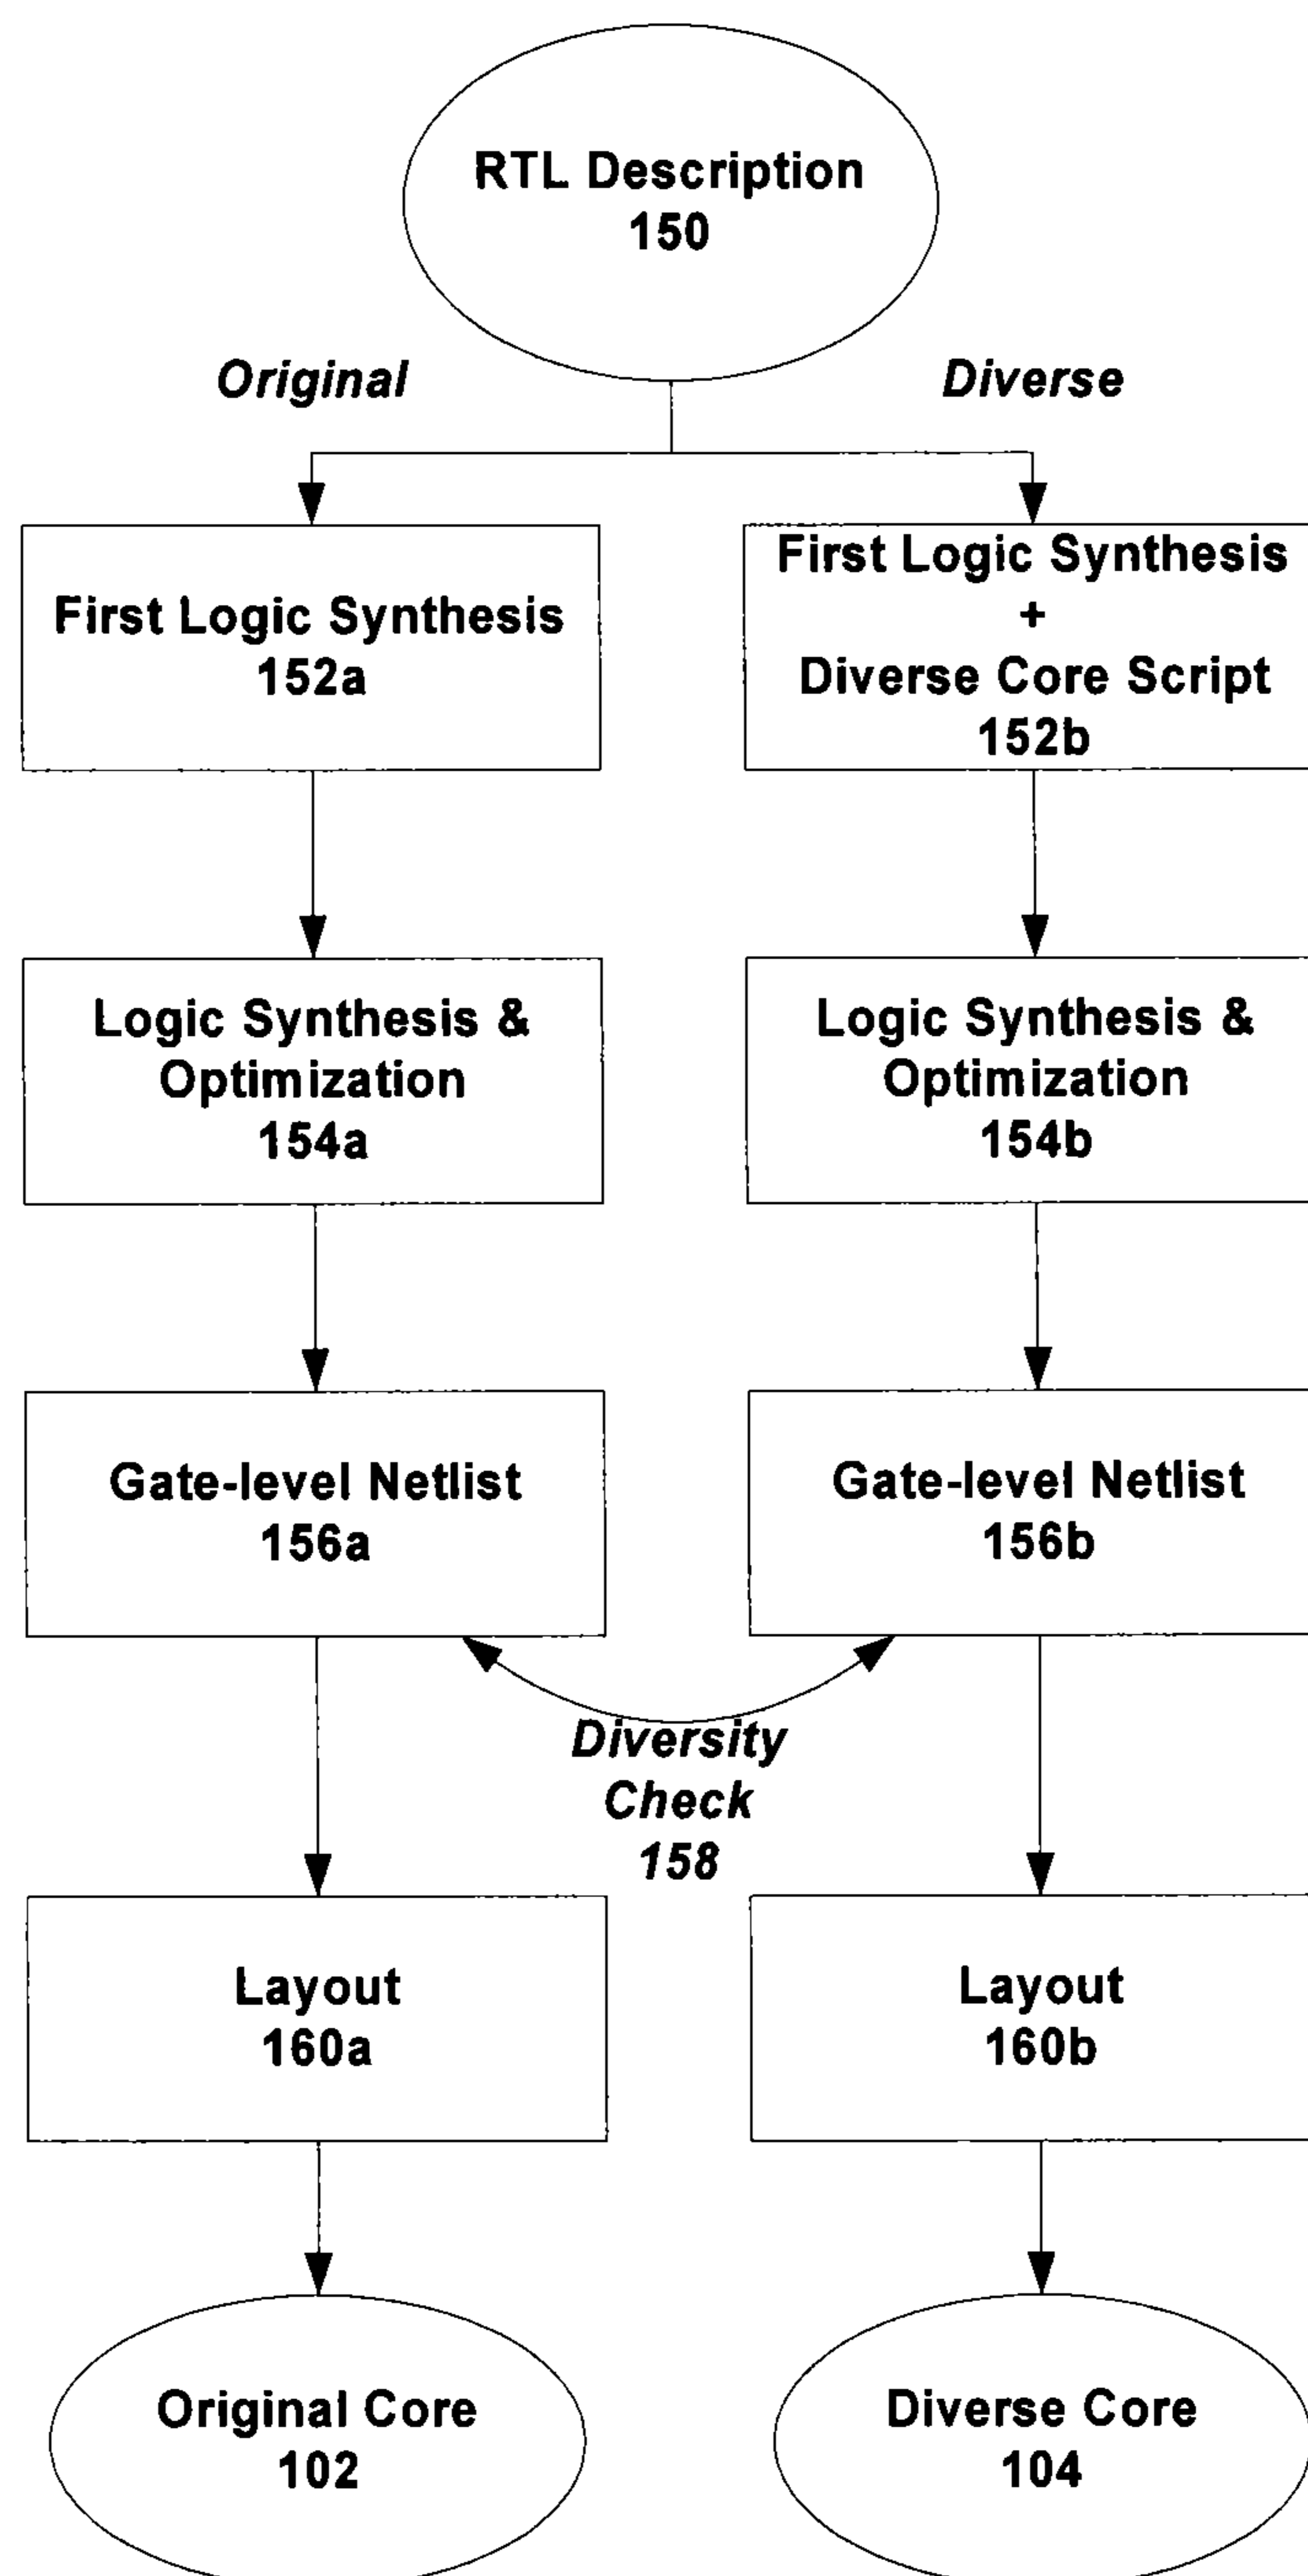 RTL Description
150
Original
Diverse
First Logic Synthesis
152a
First Logic Synthesis
+
Diverse Core Script
152b
Logic Synthesis &
Optimization
154a
Logic Synthesis &
Optimization
154b
Gate-level Netlist
156a
Gate-level Netlist
156b
Diversity
Check
158
Layout
160a
Layout
160b
Original Core
102
Diverse Core
104